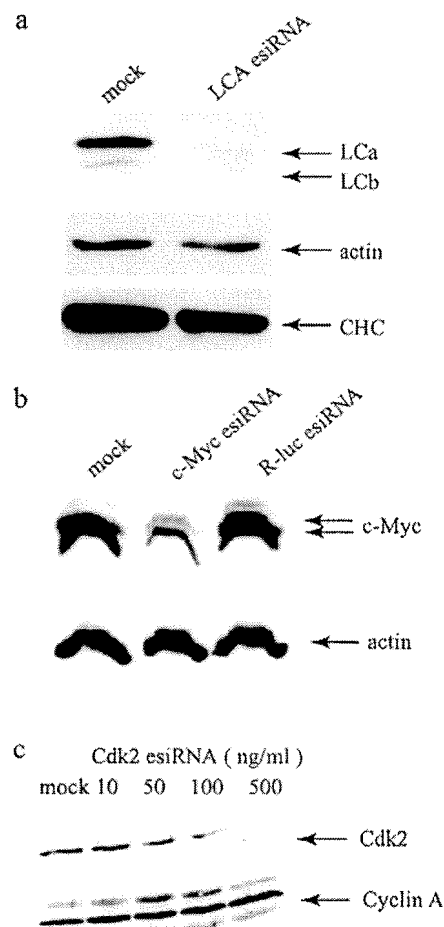 a
mock
LCA esiRNA
LCa
LCb
actin
CHC
b
mock
c-Myc esiRNA
R-luc esiRNA
c-Myc
actin
c
Cdk2 esiRNA ( ng/ml )
mock 10 50 100 500
Cdk2
Cyclin A